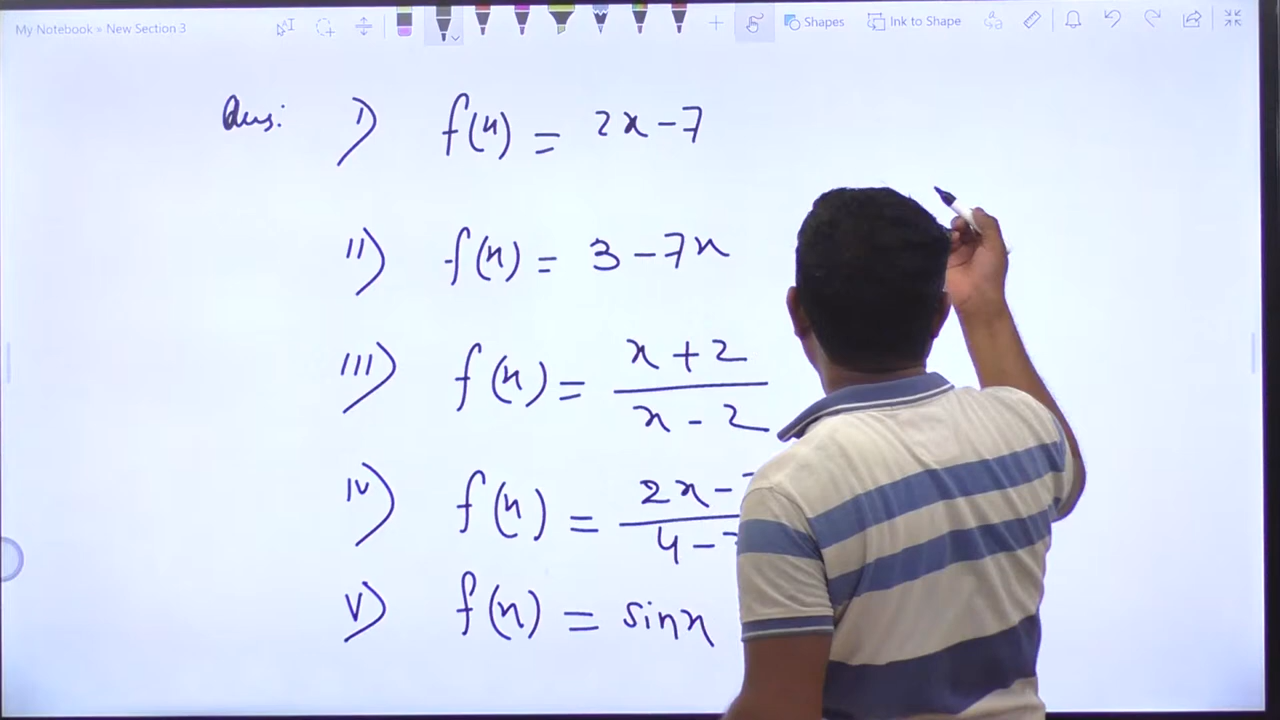 My Notebook » New Section 3
Shapes
Ink to Shape
Ques: i) f(x) = 2x-7
ii) f(x) = 3-7x
iii) f(x) = x+2 / x-2
iv) f(x) = 2x- / 4-
v) f(x) = sinx